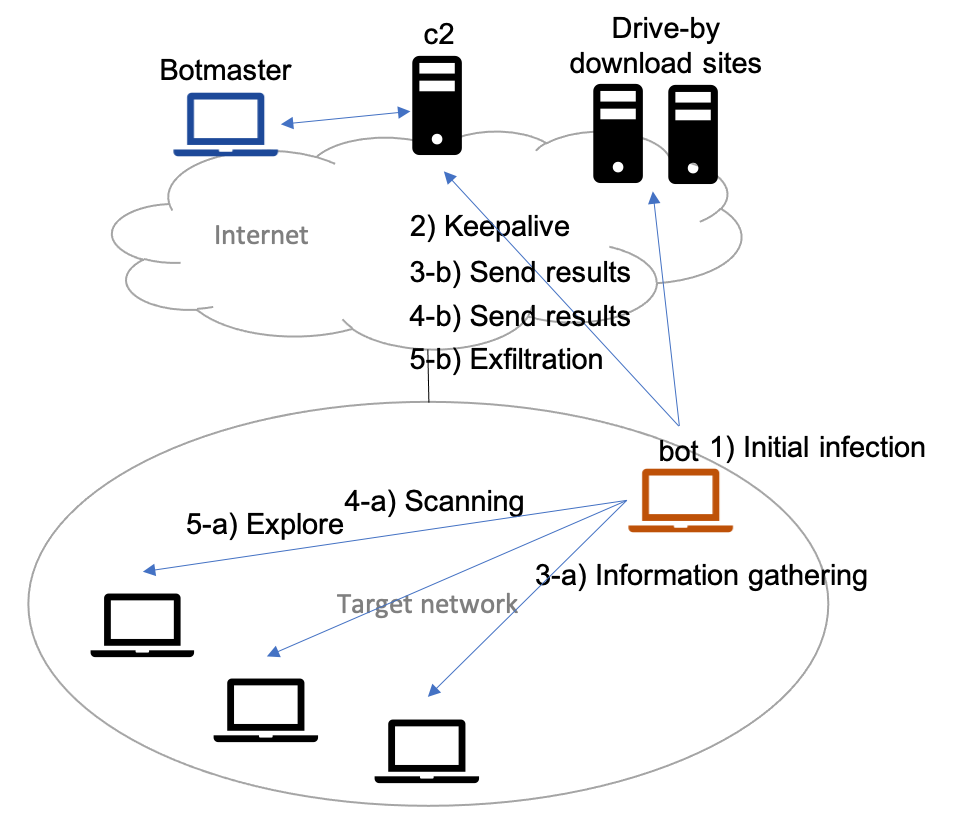 c2
Drive-by
download sites
Botmaster
Internet
2) Keepalive
3-b) Send results
4-b) Send results
5-b) Exfiltration
bot
1) Initial infection
4-a) Scanning
5-a) Explore
3-a) Information gathering
Target network